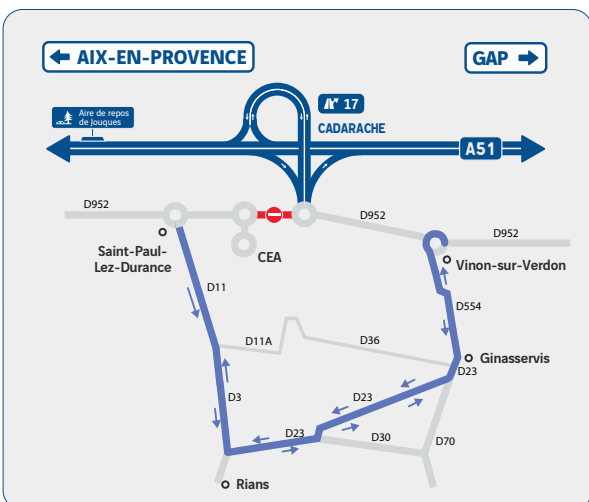 AIX-EN-PROVENCE
GAP
Aire de repos
de Jouques
17
CADARACHE
A51
D952
D952
D952
Saint-Paul-
Lez-Durance
CEA
Vinon-sur-Verdon
D11
D554
D11A
D36
Ginasservis
D23
D3
D23
D23
D30
D70
Rians